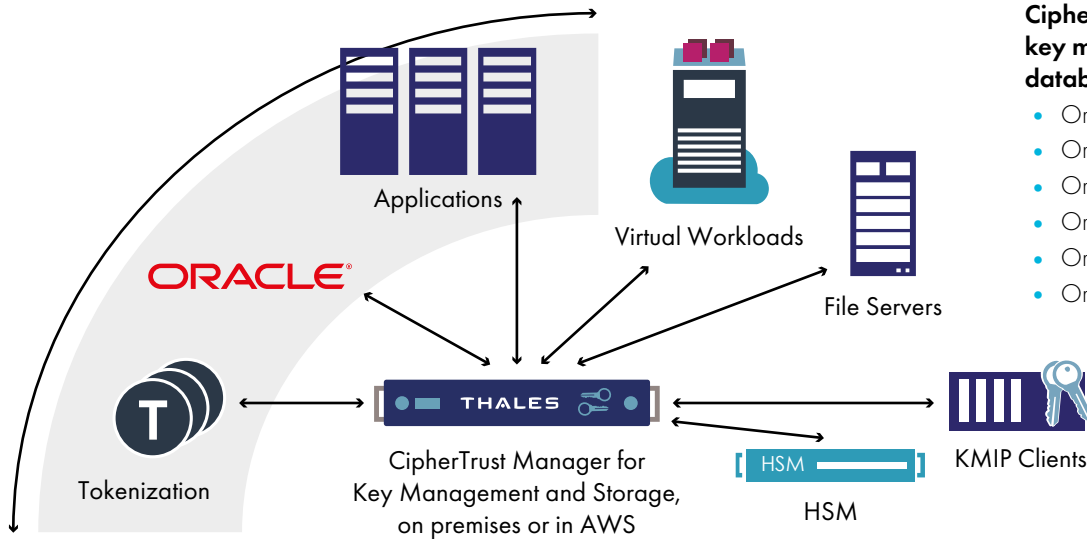 Applications
Virtual Workloads
ORACLE®
File Servers
T
THALES
Tokenization
CipherTrust Manager for
Key Management and Storage,
on premises or in AWS
HSM
HSM
KMIP Clients
key